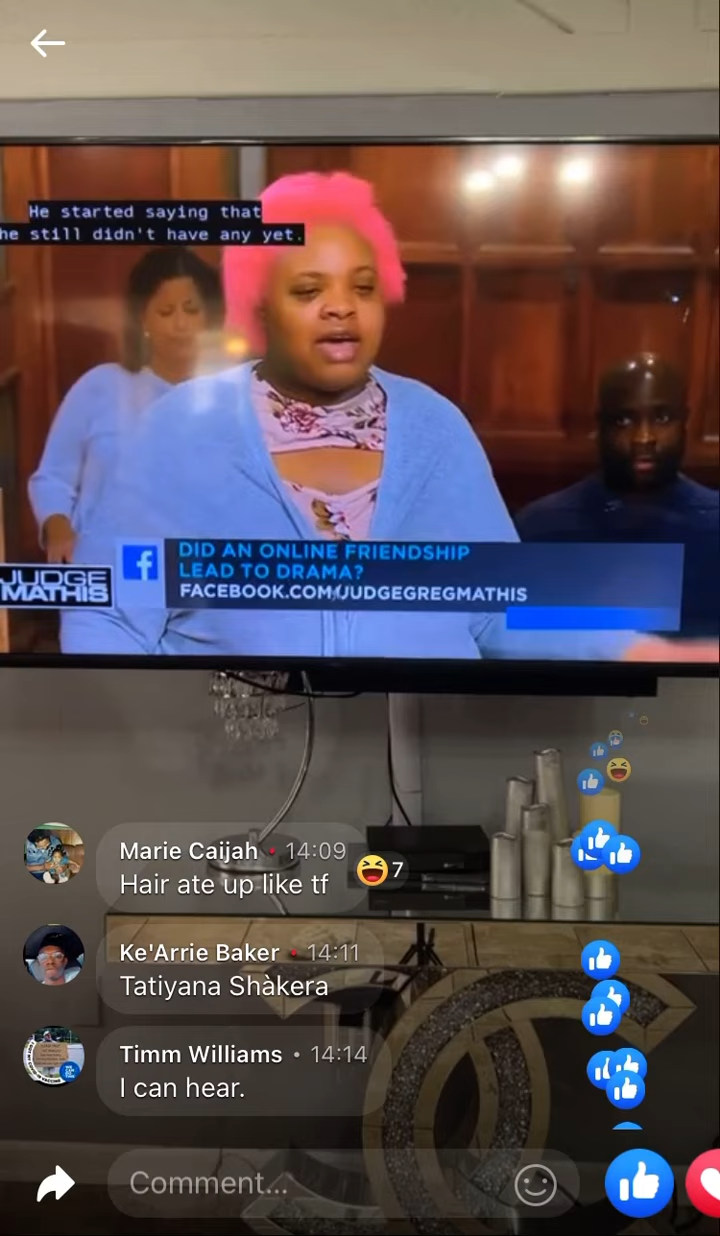 He started saying that
he still didn't have any yet.
DID AN ONLINE FRIENDSHIP
LEAD TO DRAMA?
FACEBOOK.COM/JUDGEGREGMATHIS
JUDGE
MATHIS
Marie Caijah • 14:09
Hair ate up like tf
7
Ke'Arrie Baker • 14:11
Tatiyana Shàkera
Timm Williams • 14:14
I can hear.
Comment...